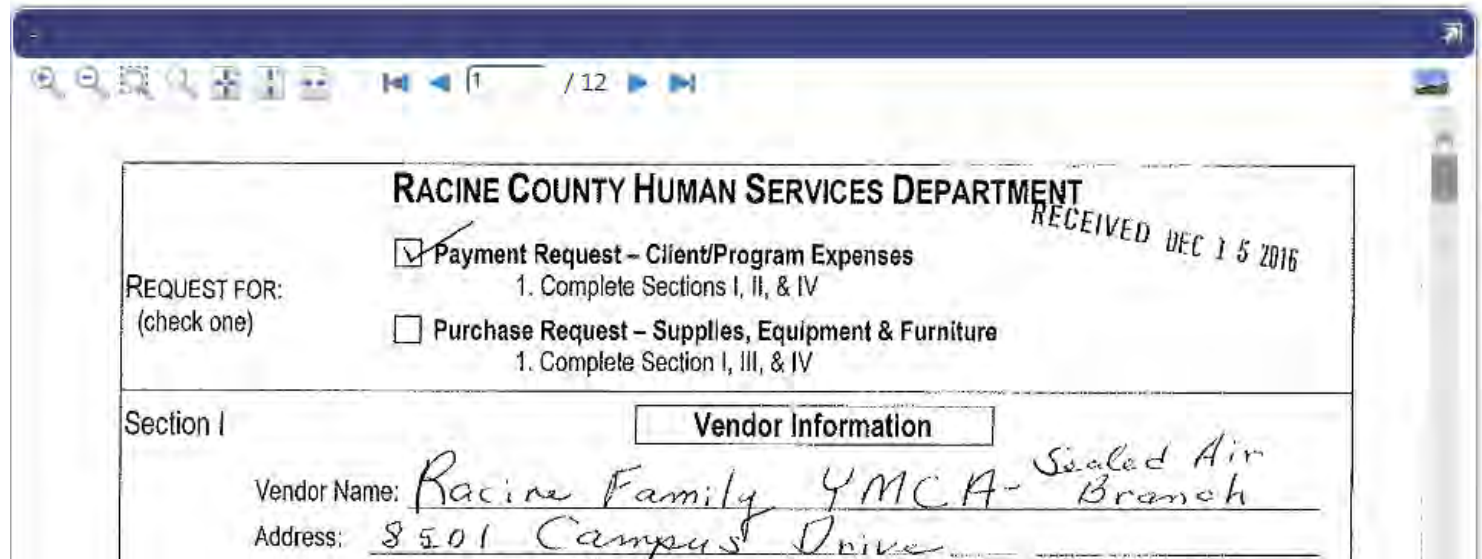 1 / 12
RACINE COUNTY HUMAN SERVICES DEPARTMENT
RECEIVED DEC 15 2016
Payment Request – Client/Program Expenses
1. Complete Sections I, II, & IV
REQUEST FOR:
(check one)
Purchase Request – Supplies, Equipment & Furniture
1. Complete Section I, III, & IV
Section I
Vendor Information
Vendor Name: Racine Family YMCA- Sealed Air Branch
Address: 8501 Campus Drive